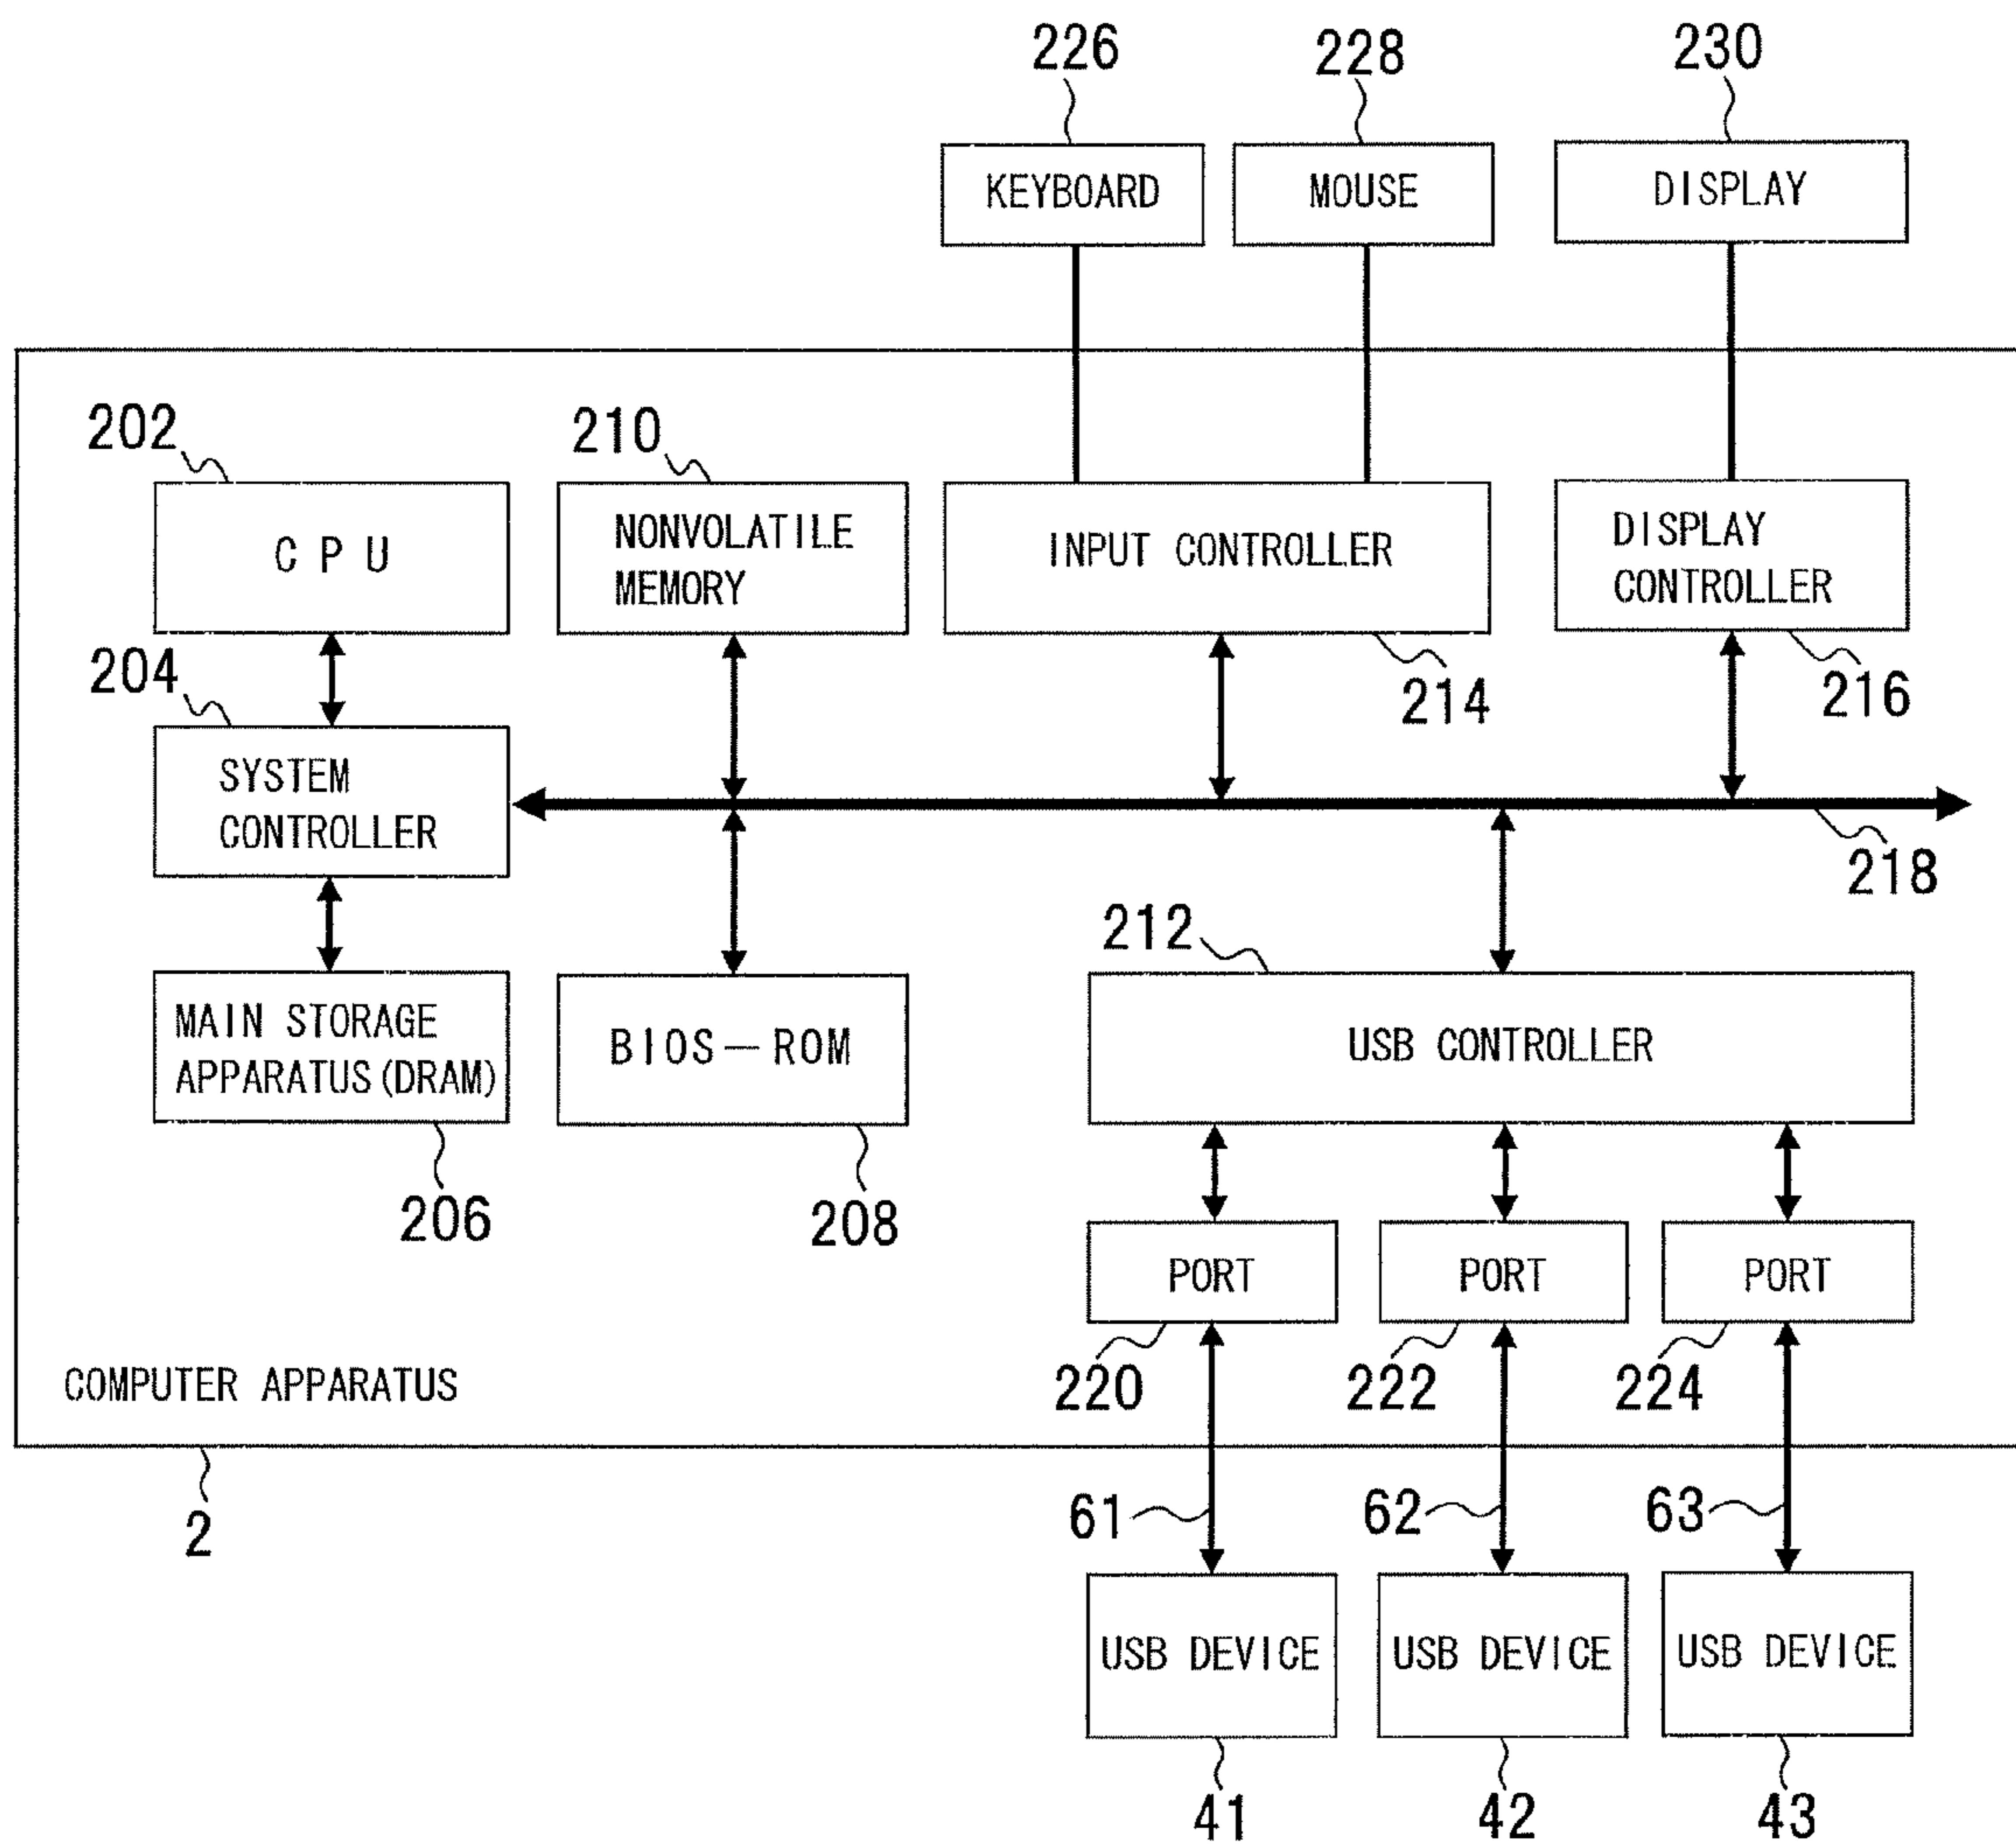 226
228
230
KEYBOARD
MOUSE
DISPLAY
202
210
CPU
NONVOLATILE
MEMORY
INPUT CONTROLLER
DISPLAY
CONTROLLER
204
214
216
SYSTEM
CONTROLLER
218
212
MAIN STORAGE
APPARATUS(DRAM)
BIOS-ROM
USB CONTROLLER
206
208
PORT
PORT
PORT
220
222
224
COMPUTER APPARATUS
2
61
62
63
USB DEVICE
USB DEVICE
USB DEVICE
41
42
43